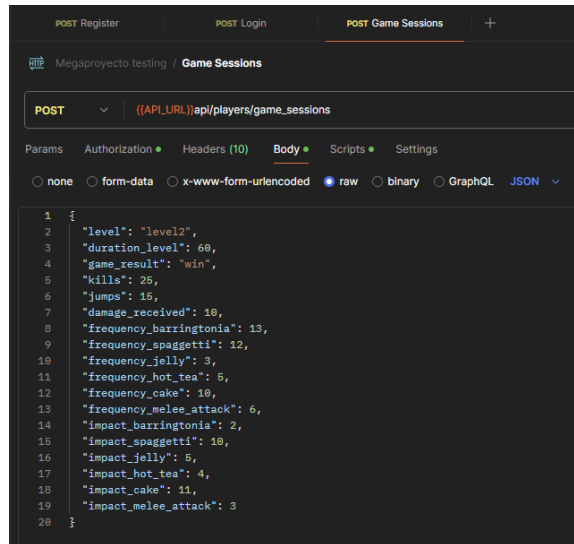 POST Register POST Login POST Game Sessions +
HTTP Megaproyecto testing / Game Sessions
POST {{API_URL}}api/players/game_sessions
Params Authorization Headers (10) Body Scripts Settings
none form-data x-www-form-urlencoded raw binary GraphQL JSON
1 {
2 "level": "level2",
3 "duration_level": 60,
4 "game_result": "win",
5 "kills": 25,
6 "jumps": 15,
7 "damage_received": 10,
8 "frequency_barringtonia": 13,
9 "frequency_spaggetti": 12,
10 "frequency_jelly": 3,
11 "frequency_hot_tea": 5,
12 "frequency_cake": 10,
13 "frequency_melee_attack": 6,
14 "impact_barringtonia": 2,
15 "impact_spaggetti": 10,
16 "impact_jelly": 5,
17 "impact_hot_tea": 4,
18 "impact_cake": 11,
19 "impact_melee_attack": 3
20 }